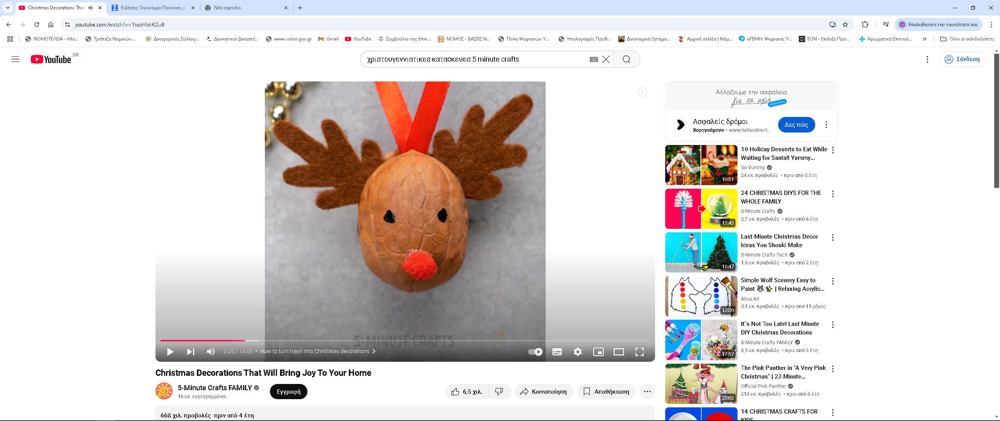 Christmas Decorations That
Ειδήσεις Οικονομία Πολιτική γι
Νέα καρτέλα
youtube.com/watch?v=YxezHbkKZu8
Επαληθεύστε την ταυτότητά σας
ΝΟΜΟΤΕΛΕΙΑ - Ηλε...
Τράπεζα Νομικών...
Δικηγορικός Σύλλογ...
Διοικητικοί Δικαστέ...
www.solon.gov.gr
Gmail
YouTube
Συμβούλιο της Επικ...
ΝΟΜΟΣ - ΒΑΣΕΙΣ Ν...
Πύλη Ψηφιακών Υ...
Υπολογισμός Προθ...
Δικονομικά ζητήμα...
Αρχική σελίδα | Νόμ...
eΓΕΜΗ: Ψηφιακές Υ...
ΕΟΝ - Επίλεξε Προ...
Αρωματικά Σπιτιού...
Όλοι οι σελιδοδείκτες
YouTube GR
χριστουγεννιατικεσ κατασκευεσ 5 minute crafts
Σύνδεση
5-MINUTE CRAFTS
2:26 / 14:06 • How to turn trash into Christmas decorations
Christmas Decorations That Will Bring Joy To Your Home
5-Minute Crafts FAMILY
16 εκ. εγγεγραμμένοι
Εγγραφή
6,5 χιλ.
Κοινοποίηση
Αποθήκευση
668 χιλ. προβολές πριν από 4 έτη
Αλλάζουμε την ασφάλεια
για τα καλά
Ασφαλείς δρόμοι
Χορηγούμενο · www.hellasdirect...
Δες πώς
10 Holiday Desserts to Eat While
Waiting for Santa!! Yummy...
So Yummy
24 εκ. προβολές • πριν από 5 έτη
10:51
24 CHRISTMAS DIYS FOR THE
WHOLE FAMILY
5-Minute Crafts
2,7 εκ. προβολές • πριν από 6 έτη
13:43
Last-Minute Christmas Decor
Ideas You Should Make
5-Minute Crafts Tech
1,8 εκ. προβολές • πριν από 2 έτη
16:47
Simple Wolf Scenery Easy to
Paint 🐺 ✨ | Relaxing Acrylic...
Alisa Art
4,1 εκ. προβολές • πριν από 11 μήνες
13:30
It`s Not Too Late! Last Minute
DIY Christmas Decorations
5-Minute Crafts FAMILY
8,9 εκ. προβολές • πριν από 3 έτη
17:57
The Pink Panther in "A Very Pink
Christmas" | 23 Minute...
Official Pink Panther
210 εκ. προβολές • πριν από 8 έτη
PINK
PANTHER
23:02
14 CHRISTMAS CRAFTS FOR
KIDS